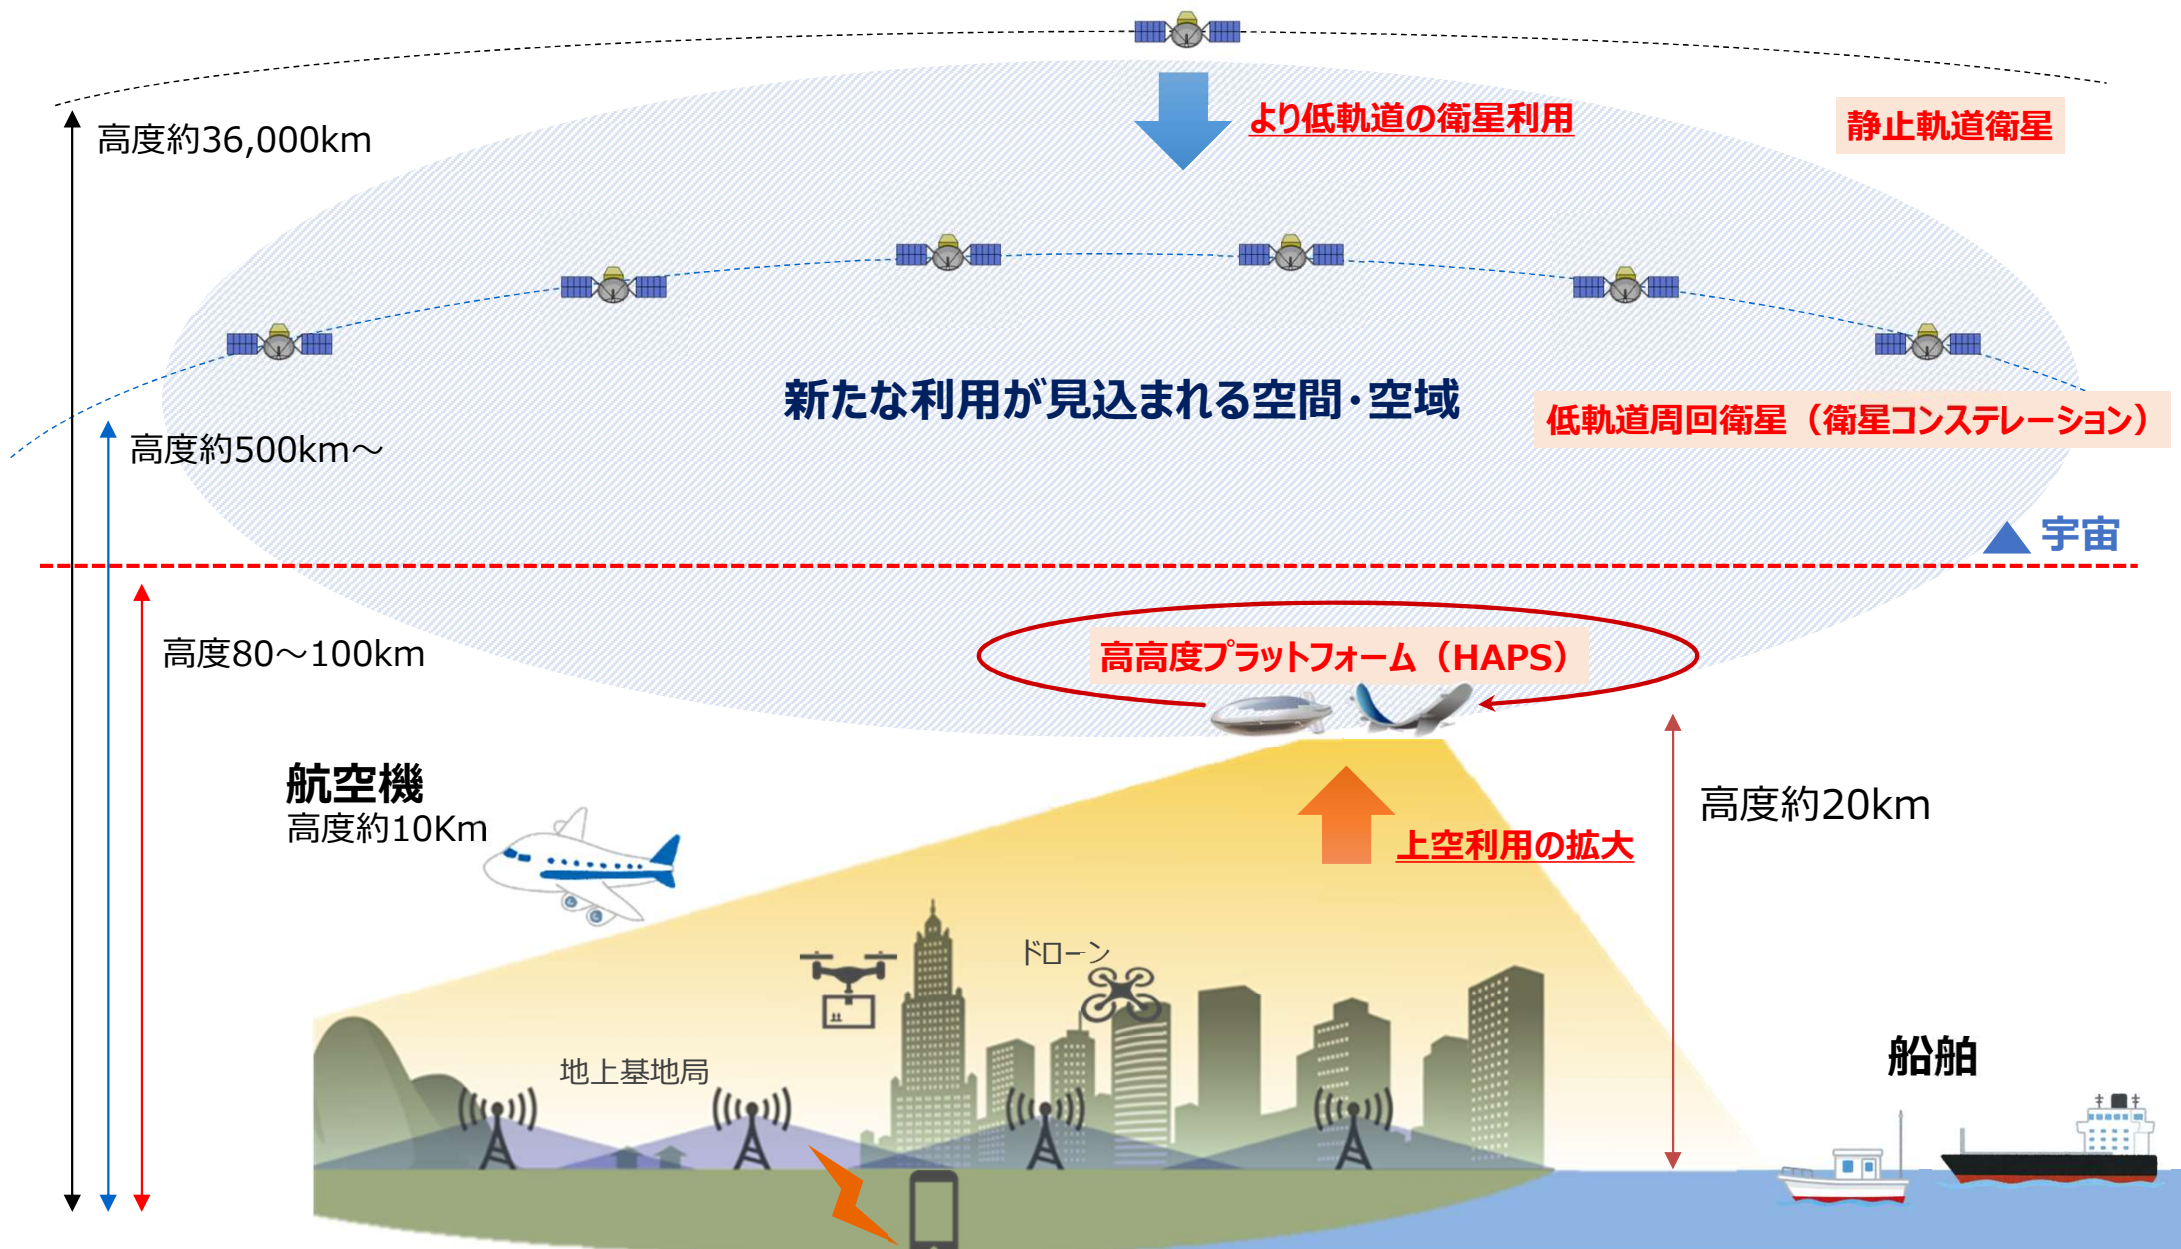 より低軌道の衛星利用
静止軌道衛星
高度約36,000km
新たな利用が見込まれる空間・空域
低軌道周回衛星（衛星コンステレーション）
高度約500km～
宇宙
高度80～100km
高高度プラットフォーム（HAPS）
航空機
高度約10Km
高度約20km
上空利用の拡大
ドローン
地上基地局
船舶